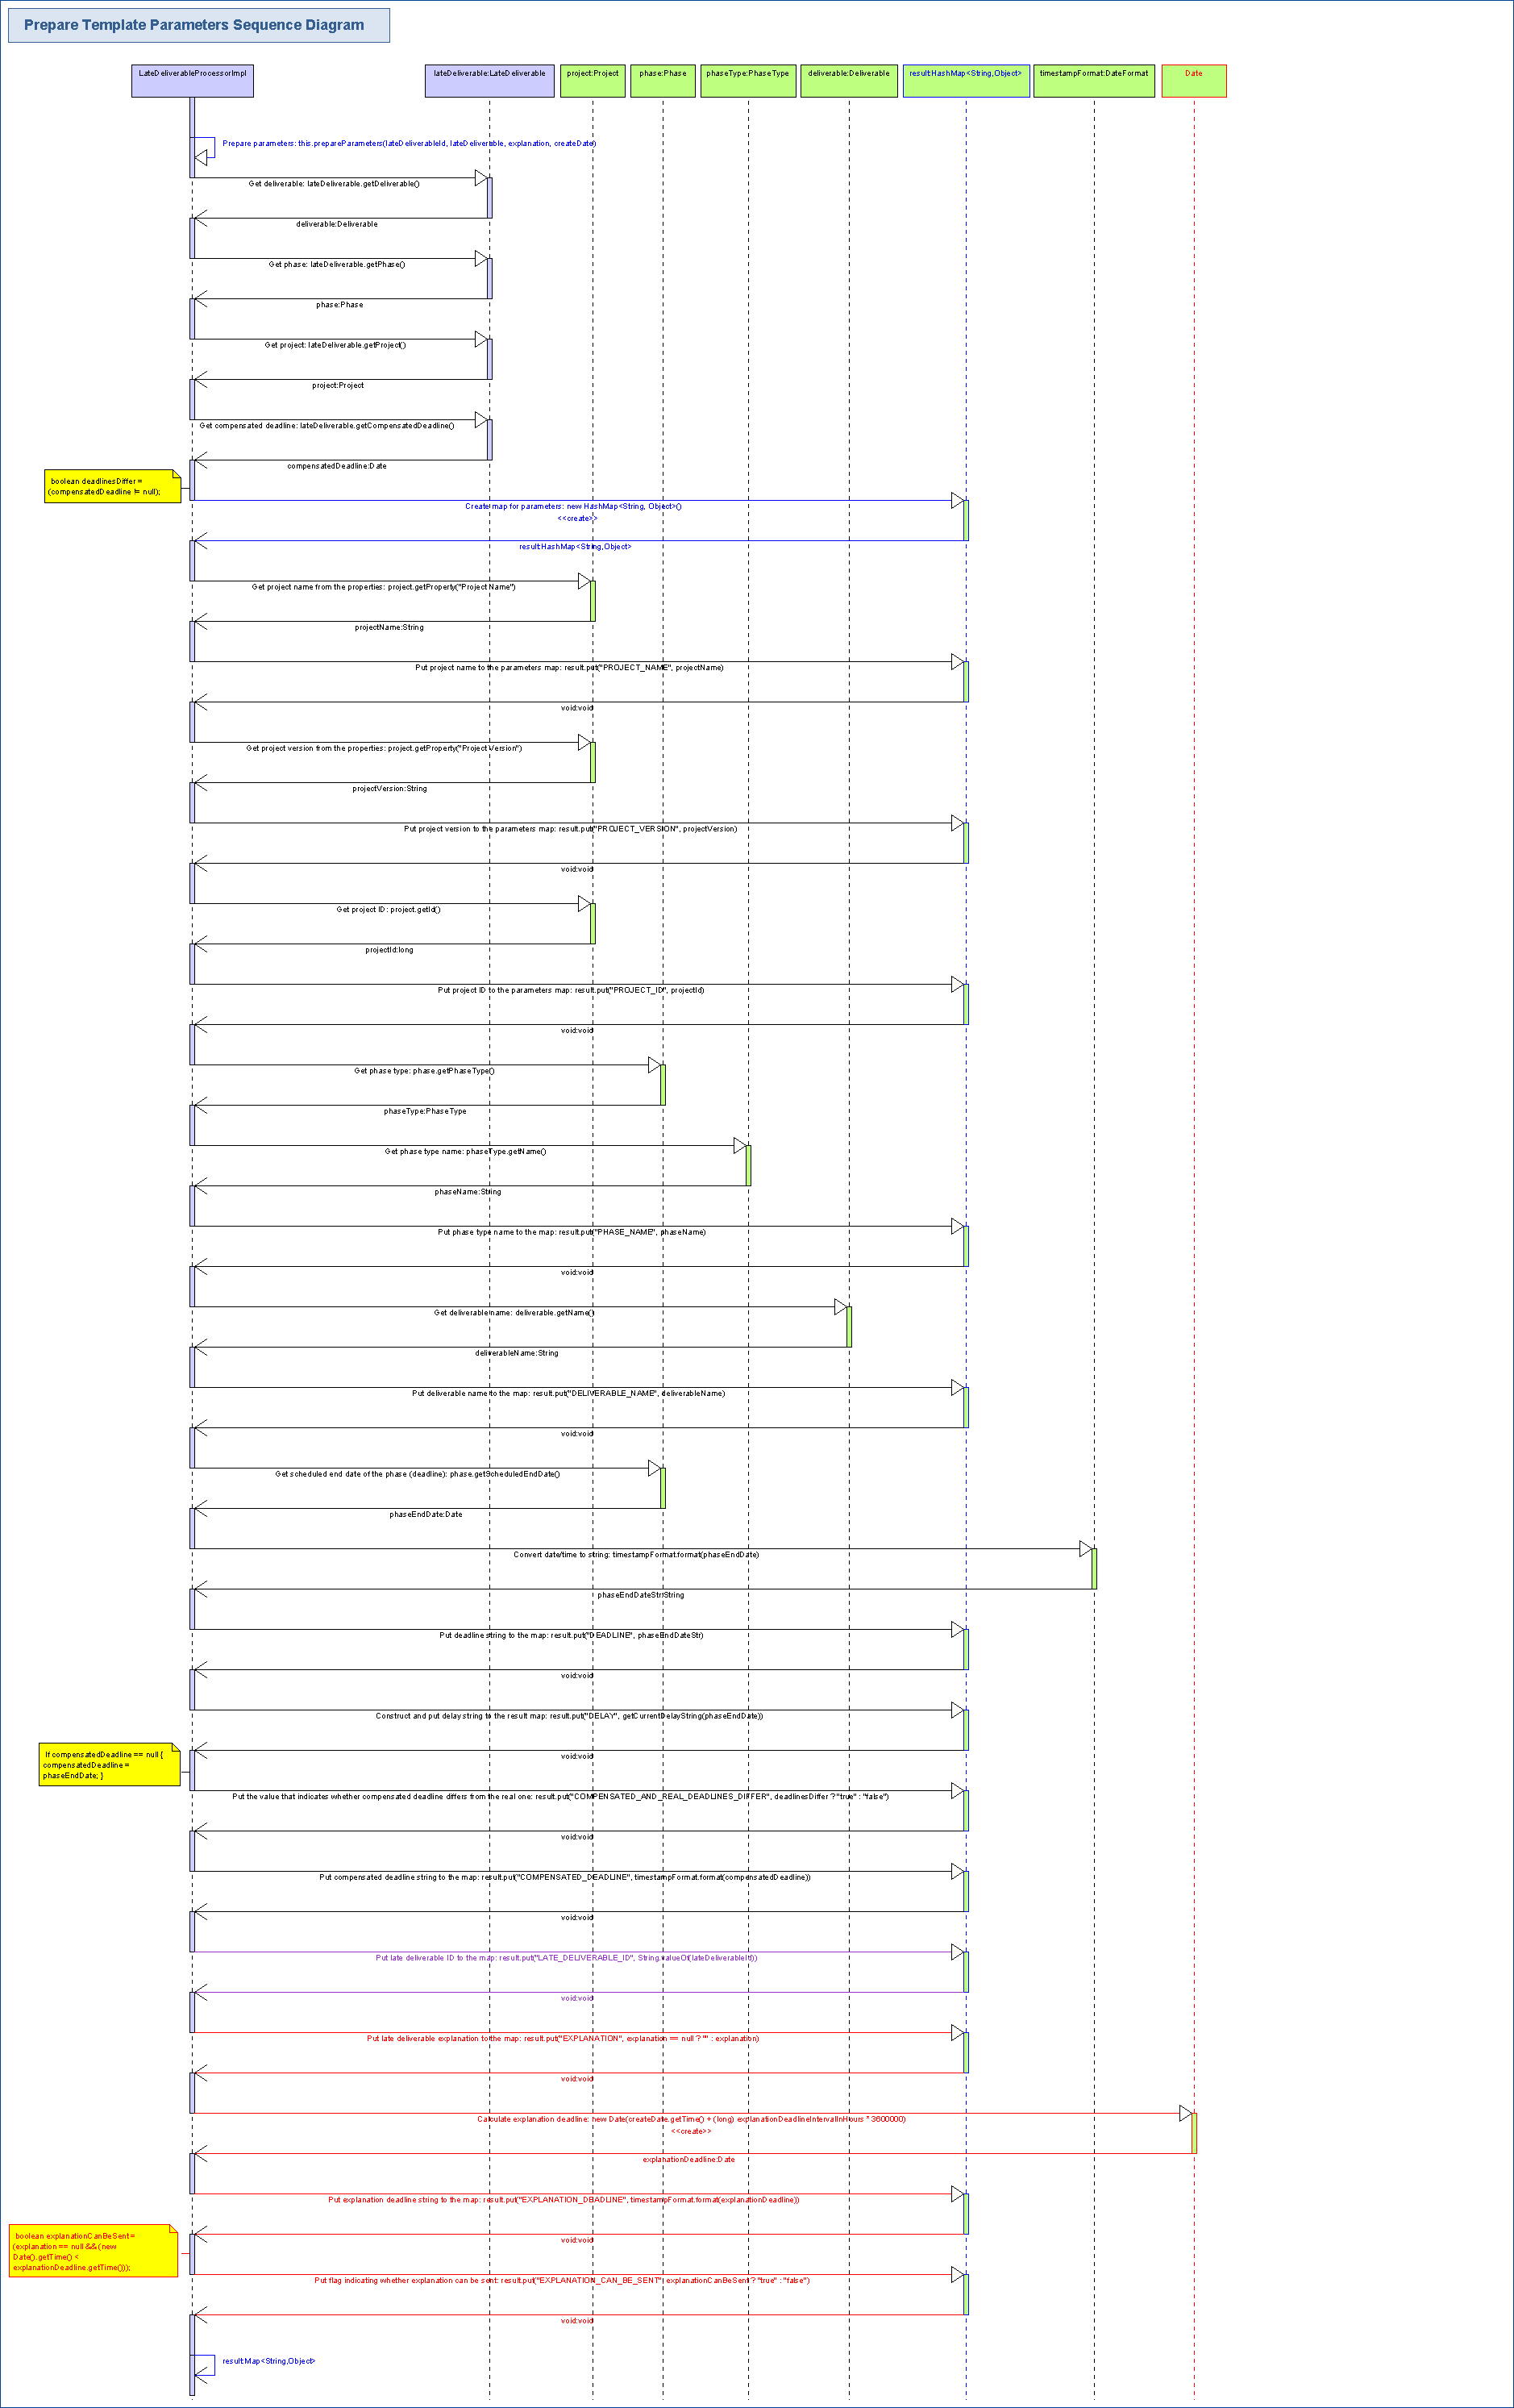 Prepare Template Parameters Sequence Diagram
LateDeliverableProcessorImpl
lateDeliverable:LateDeliverable
project:Project
phase:Phase
phaseType:PhaseType
deliverable:Deliverable
result:HashMap<String,Object>
timestampFormat:DateFormat
Date
Prepare parameters: this.prepareParameters(lateDeliverableId, lateDeliverable, explanation, createDate)
Get deliverable: lateDeliverable.getDeliverable()
deliverable:Deliverable
Get phase: lateDeliverable.getPhase()
phase:Phase
Get project: lateDeliverable.getProject()
project:Project
Get compensated deadline: lateDeliverable.getCompensatedDeadline()
compensatedDeadline:Date
boolean deadlinesDiffer =
(compensatedDeadline != null);
Create map for parameters: new HashMap<String, Object>()
<<create>>
result:HashMap<String,Object>
Get project name from the properties: project.getProperty("Project Name")
projectName:String
Put project name to the parameters map: result.put("PROJECT_NAME", projectName)
void:void
Get project version from the properties: project.getProperty("Project Version")
projectVersion:String
Put project version to the parameters map: result.put("PROJECT_VERSION", projectVersion)
void:void
Get project ID: project.getId()
projectId:long
Put project ID to the parameters map: result.put("PROJECT_ID", projectId)
void:void
Get phase type: phase.getPhaseType()
phaseType:PhaseType
Get phase type name: phaseType.getName()
phaseName:String
Put phase type name to the map: result.put("PHASE_NAME", phaseName)
void:void
Get deliverable name: deliverable.getName()
deliverableName:String
Put deliverable name to the map: result.put("DELIVERABLE_NAME", deliverableName)
void:void
Get scheduled end date of the phase (deadline): phase.getScheduledEndDate()
phaseEndDate:Date
Convert date/time to string: timestampFormat.format(phaseEndDate)
phaseEndDateStr:String
Put deadline string to the map: result.put("DEADLINE", phaseEndDateStr)
void:void
Construct and put delay string to the result map: result.put("DELAY", getCurrentDelayString(phaseEndDate))
void:void
If compensatedDeadline == null {
compensatedDeadline =
phaseEndDate; }
Put the value that indicates whether compensated deadline differs from the real one: result.put("COMPENSATED_AND_REAL_DEADLINES_DIFFER", deadlinesDiffer ? "true" : "false")
void:void
Put compensated deadline string to the map: result.put("COMPENSATED_DEADLINE", timestampFormat.format(compensatedDeadline))
void:void
Put late deliverable ID to the map: result.put("LATE_DELIVERABLE_ID", String.valueOf(lateDeliverableId))
void:void
Put late deliverable explanation to the map: result.put("EXPLANATION", explanation == null ? "" : explanation)
void:void
Calculate explanation deadline: new Date(createDate.getTime() + (long) explanationDeadlineIntervalInHours * 3600000)
<<create>>
explanationDeadline:Date
Put explanation deadline string to the map: result.put("EXPLANATION_DEADLINE", timestampFormat.format(explanationDeadline))
void:void
boolean explanationCanBeSent =
(explanation == null && (new
Date().getTime() <
explanationDeadline.getTime()));
Put flag indicating whether explanation can be sent: result.put("EXPLANATION_CAN_BE_SENT", explanationCanBeSent ? "true" : "false")
void:void
result:Map<String,Object>